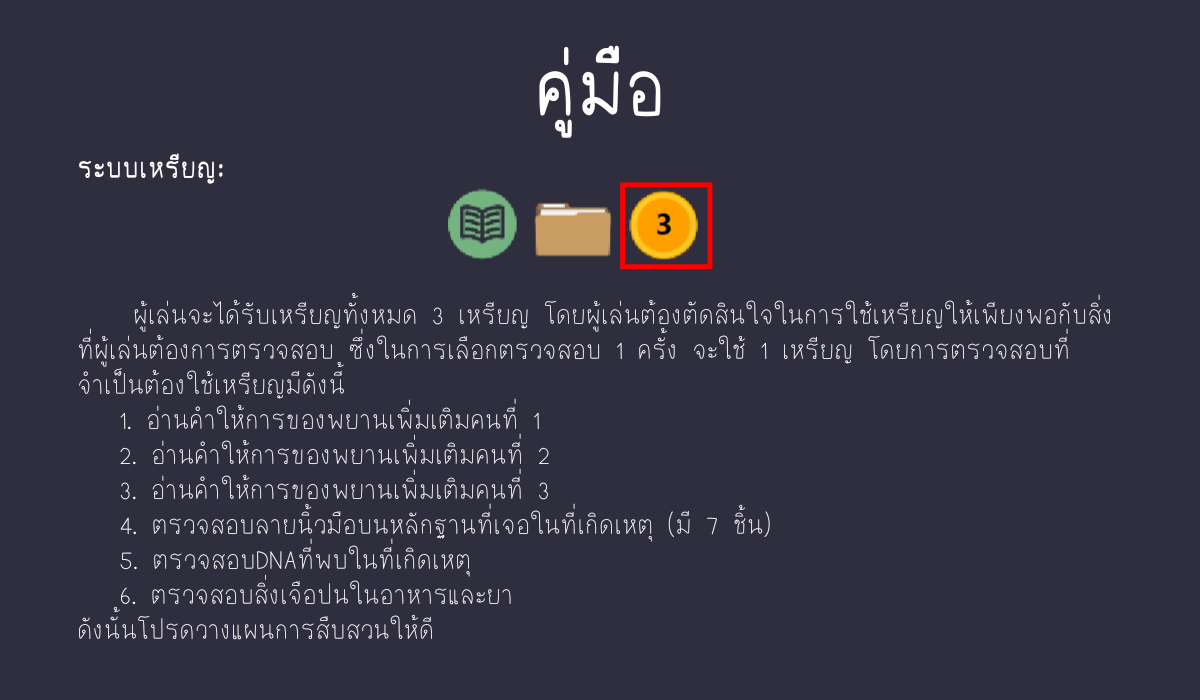 คู่มือ
ระบบเหรียญ:
3
ผู้เล่นจะได้รับเหรียญทั้งหมด 3 เหรียญ โดยผู้เล่นต้องตัดสินใจในการใช้เหรียญให้เพียงพอกับสิ่ง
ที่ผู้เล่นต้องการตรวจสอบ ซึ่งในการเลือกตรวจสอบ 1 ครั้ง จะใช้ 1 เหรียญ โดยการตรวจสอบที่
จำเป็นต้องใช้เหรียญมีดังนี้
1. อ่านคำให้การของพยานเพิ่มเติมคนที่ 1
2. อ่านคำให้การของพยานเพิ่มเติมคนที่ 2
3. อ่านคำให้การของพยานเพิ่มเติมคนที่ 3
4. ตรวจสอบลายนิ้วมือบนหลักฐานที่เจอในที่เกิดเหตุ (มี 7 ชิ้น)
5. ตรวจสอบDNAที่พบในที่เกิดเหตุ
6. ตรวจสอบสิ่งเจือปนในอาหารและยา
ดังนั้นโปรดวางแผนการสืบสวนให้ดี